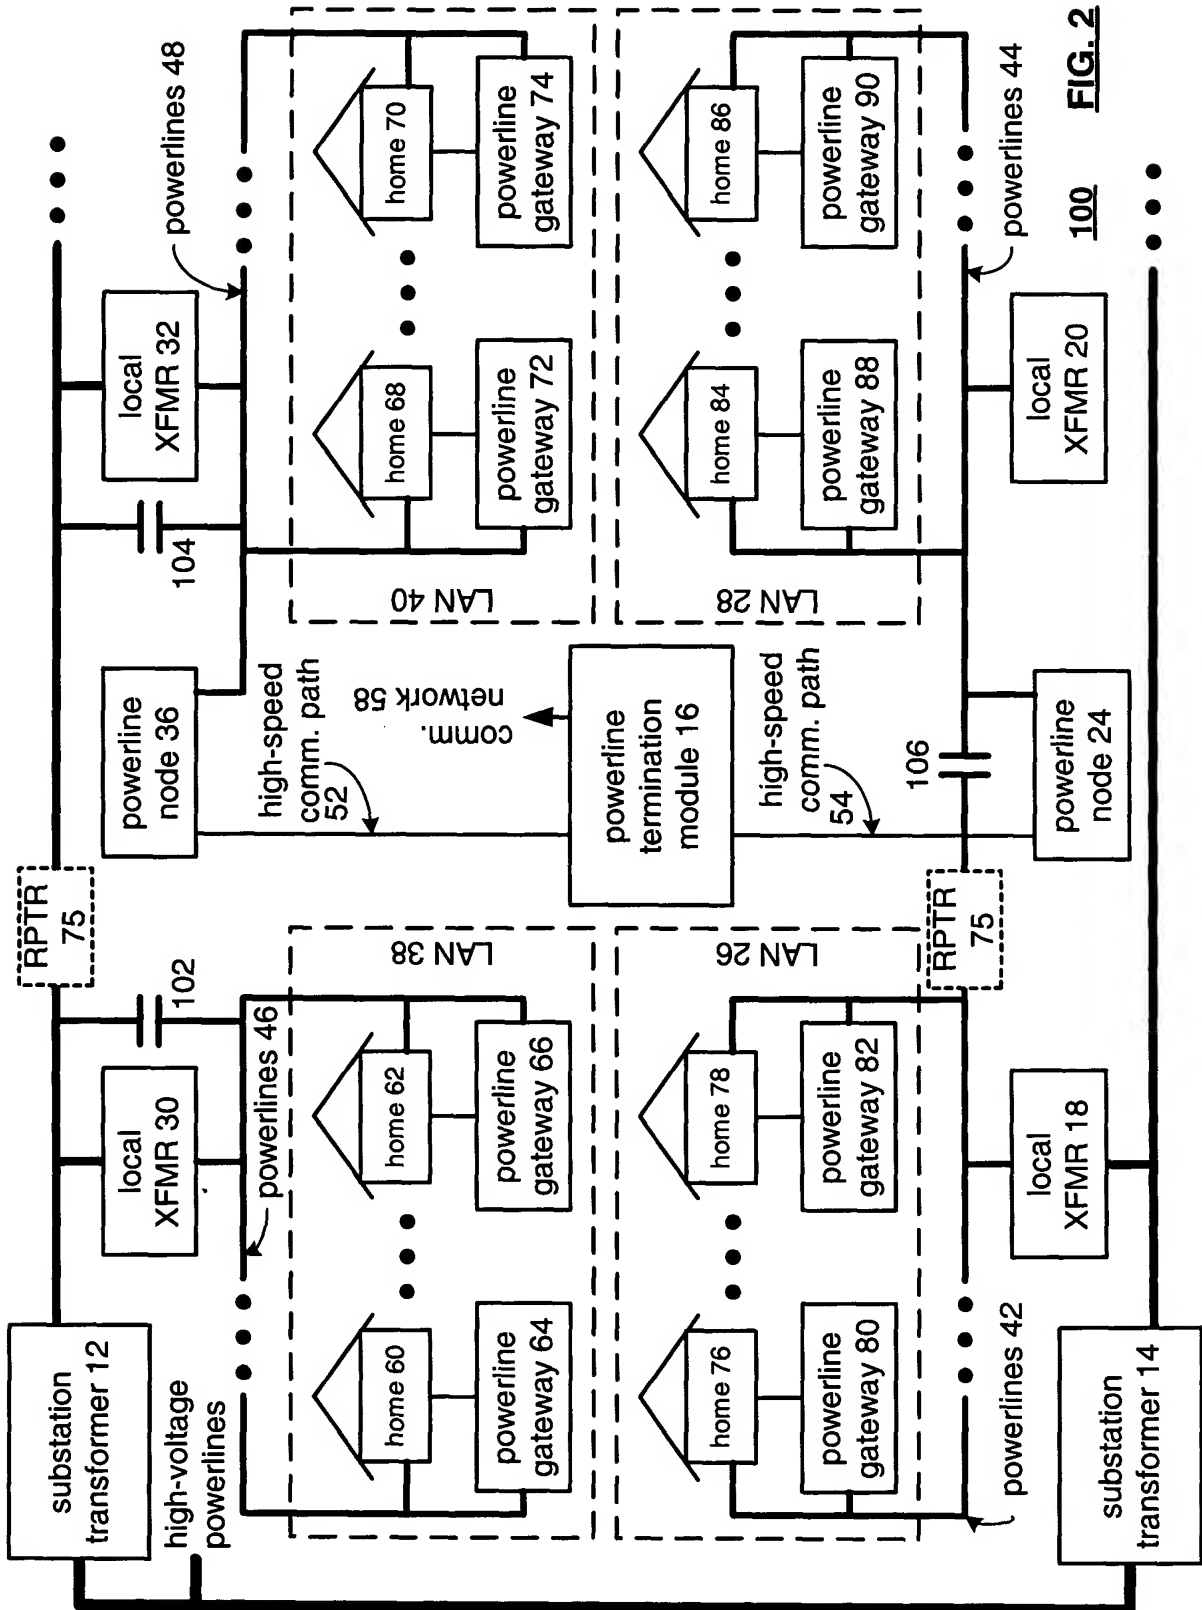 substation
transformer 12
high-voltage
powerlines
local
XFMR 30
102
RPTR
75
powerline
node 36
104
local
XFMR 32
powerlines 48
powerlines 46
home 60
powerline
gateway 64
home 62
powerline
gateway 66
LAN 38
high-speed
comm. path
52
comm.
network 58
LAN 40
home 68
powerline
gateway 72
home 70
powerline
gateway 74
powerline
termination
module 16
home 76
powerline
gateway 80
home 78
powerline
gateway 82
LAN 26
high-speed
comm. path
54
LAN 28
home 84
powerline
gateway 88
home 86
powerline
gateway 90
powerlines 42
RPTR
75
106
powerlines 44
substation
transformer 14
local
XFMR 18
powerline
node 24
local
XFMR 20
100
FIG. 2